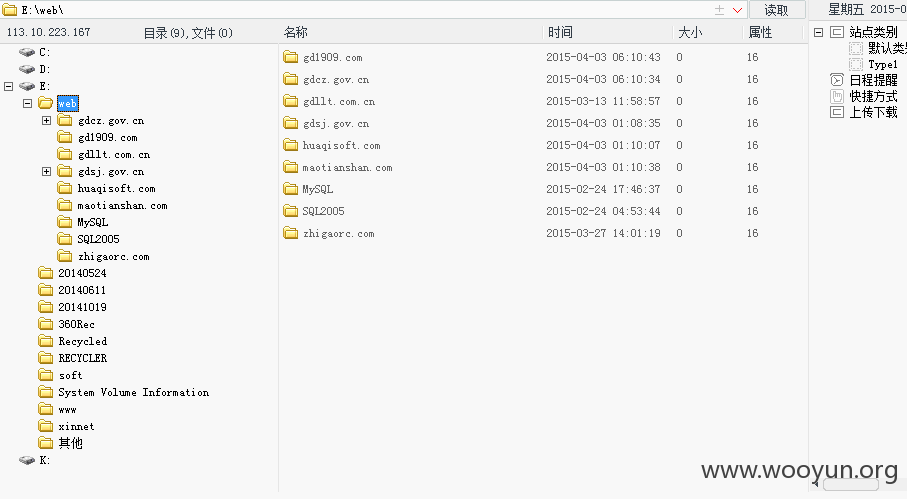 E:\web\ 读取 星期五 2015-0
113.10.223.167 目录(9),文件(0) 名称 时间 大小 属性
C:
D:
E:
web
gdcz.gov.cn
gd1909.com
gdllt.com.cn
gdsj.gov.cn
huaqisoft.com
maotianshan.com
MySQL
SQL2005
zhigaorc.com
20140524
20140611
20141019
360Rec
Recycled
RECYCLER
soft
System Volume Information
www
xinnet
其他
K:
gd1909.com 2015-04-03 06:10:43 0 16
gdcz.gov.cn 2015-04-03 06:10:34 0 16
gdllt.com.cn 2015-03-13 11:58:57 0 16
gdsj.gov.cn 2015-04-03 01:08:35 0 16
huaqisoft.com 2015-04-03 01:10:07 0 16
maotianshan.com 2015-04-03 01:10:38 0 16
MySQL 2015-02-24 17:46:37 0 16
SQL2005 2015-02-24 04:53:44 0 16
zhigaorc.com 2015-03-27 14:01:19 0 16
站点类别
默认类
Type1
日程提醒
快捷方式
上传下载
www.wooyun.org